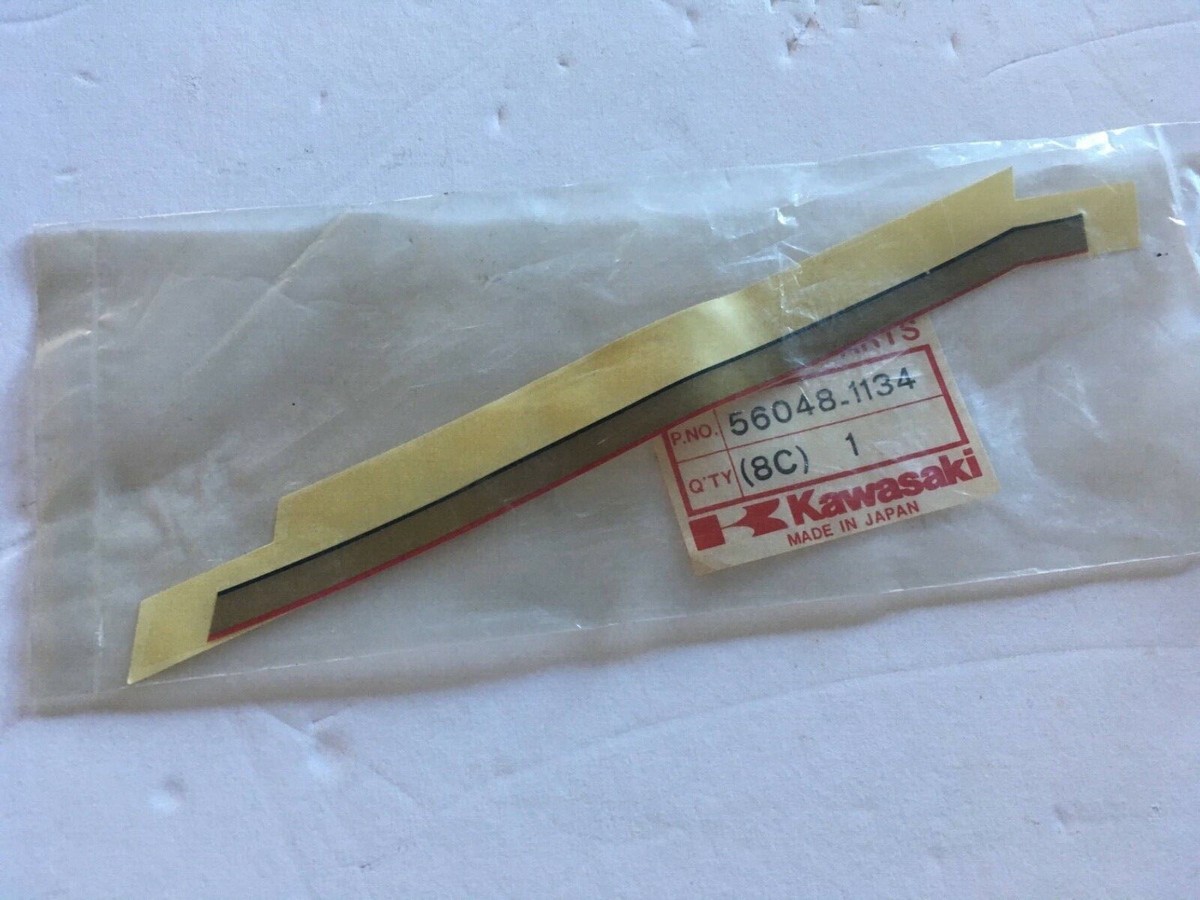 P.NO. 56048-1134
Q'TY (8C) 1
Kawasaki
MADE IN JAPAN